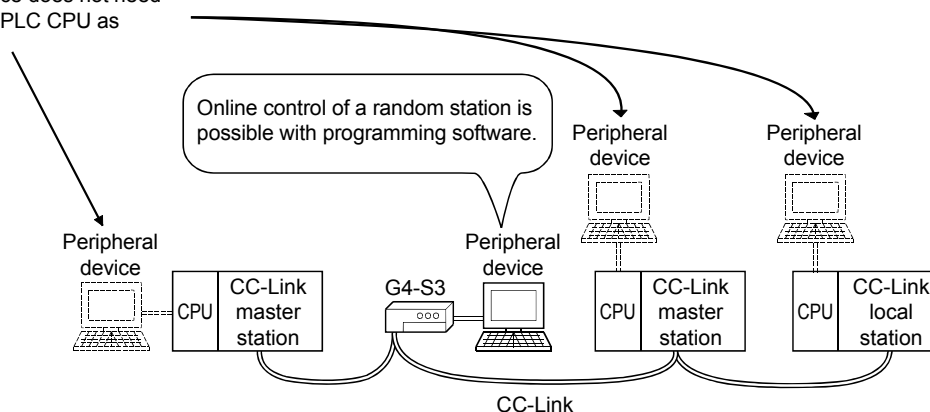 PLC CPU as
Online control of a random station is
possible with programming software.
Peripheral
device
Peripheral
device
Peripheral
device
Peripheral
device
G4-S3
CPU
CC-Link
master
station
CPU
CC-Link
master
station
CPU
CC-Link
local
station
CC-Link